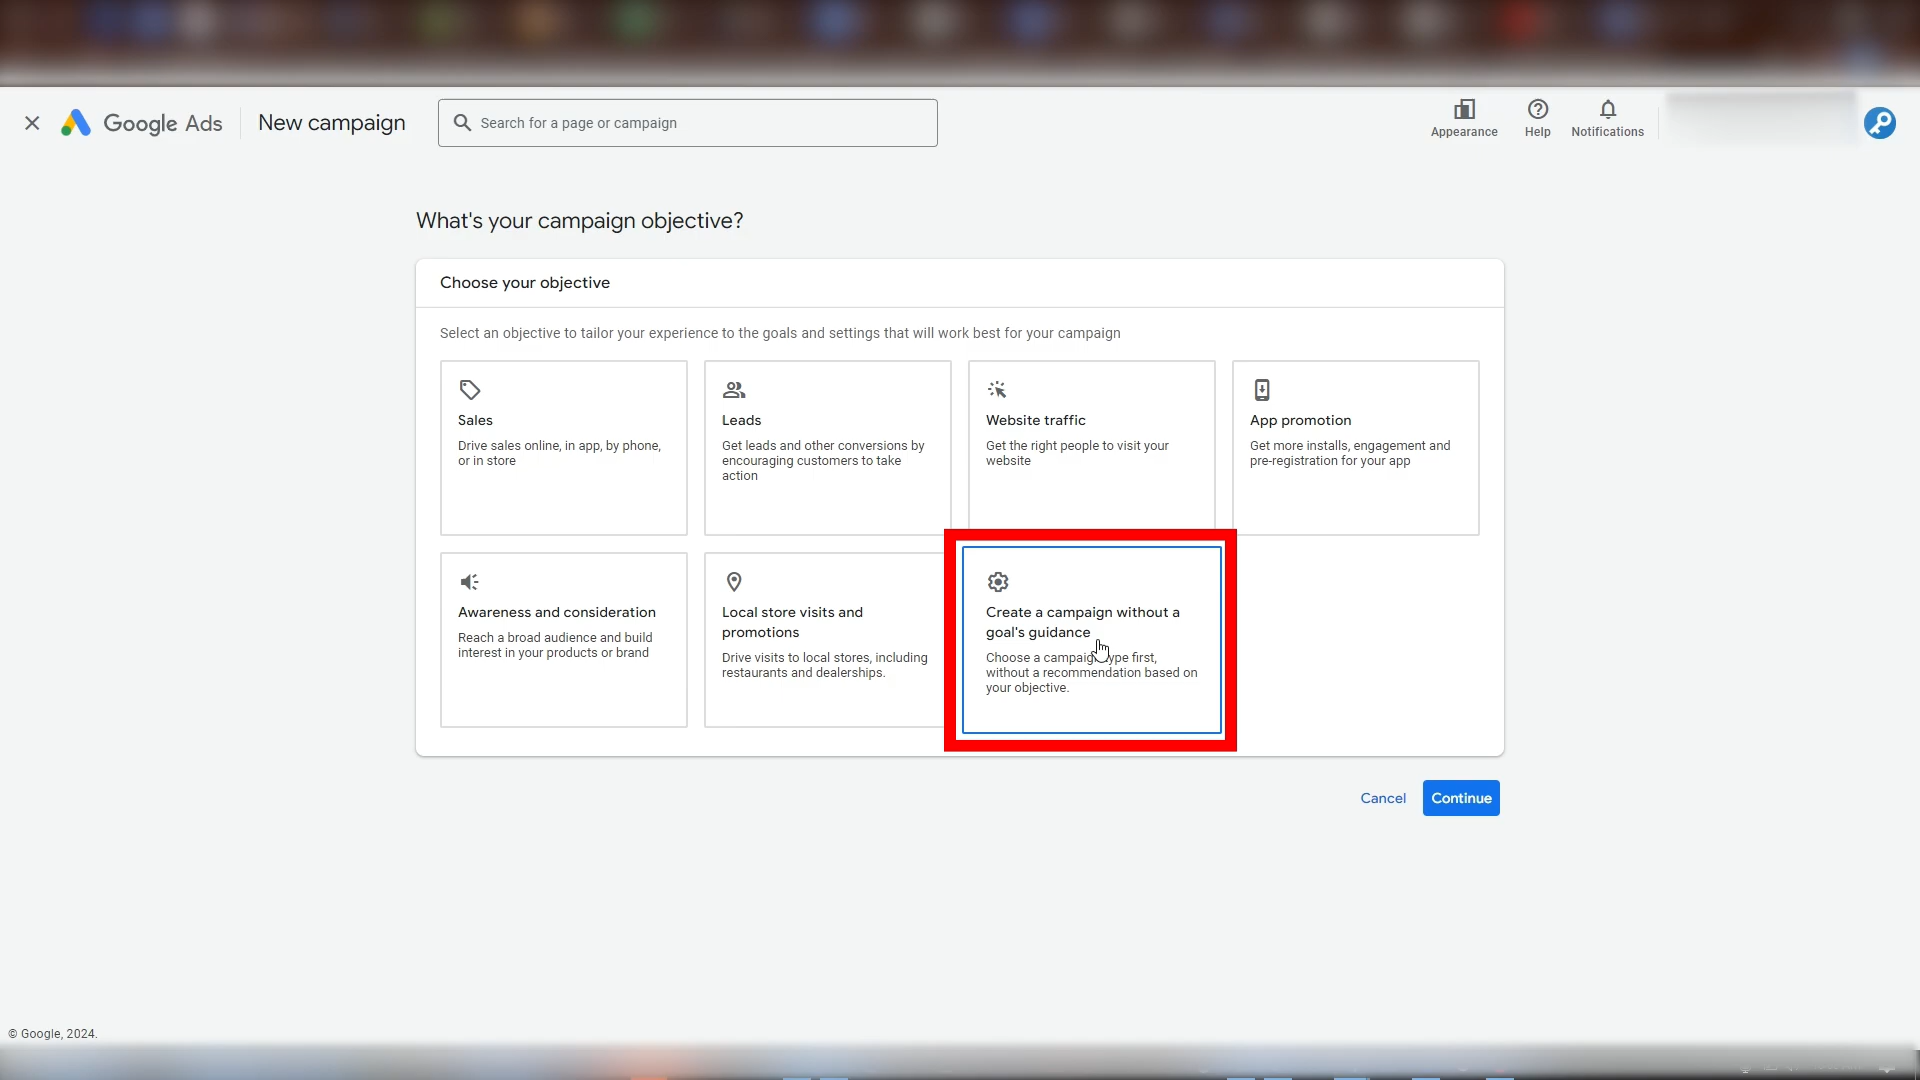 Google Ads
New campaign
Search for a page or campaign
Appearance
Help
Notifications
What's your campaign objective?
Choose your objective
Select an objective to tailor your experience to the goals and settings that will work best for your campaign
Sales
Drive sales online, in app, by phone,
or in store
Leads
Get leads and other conversions by
encouraging customers to take
action
Website traffic
Get the right people to visit your
website
App promotion
Get more installs, engagement and
pre-registration for your app
Awareness and consideration
Reach a broad audience and build
interest in your products or brand
Local store visits and
promotions
Drive visits to local stores, including
restaurants and dealerships.
Create a campaign without a
goal's guidance
Choose a campaign type first,
without a recommendation based on
your objective.
Cancel
Continue
© Google, 2024.